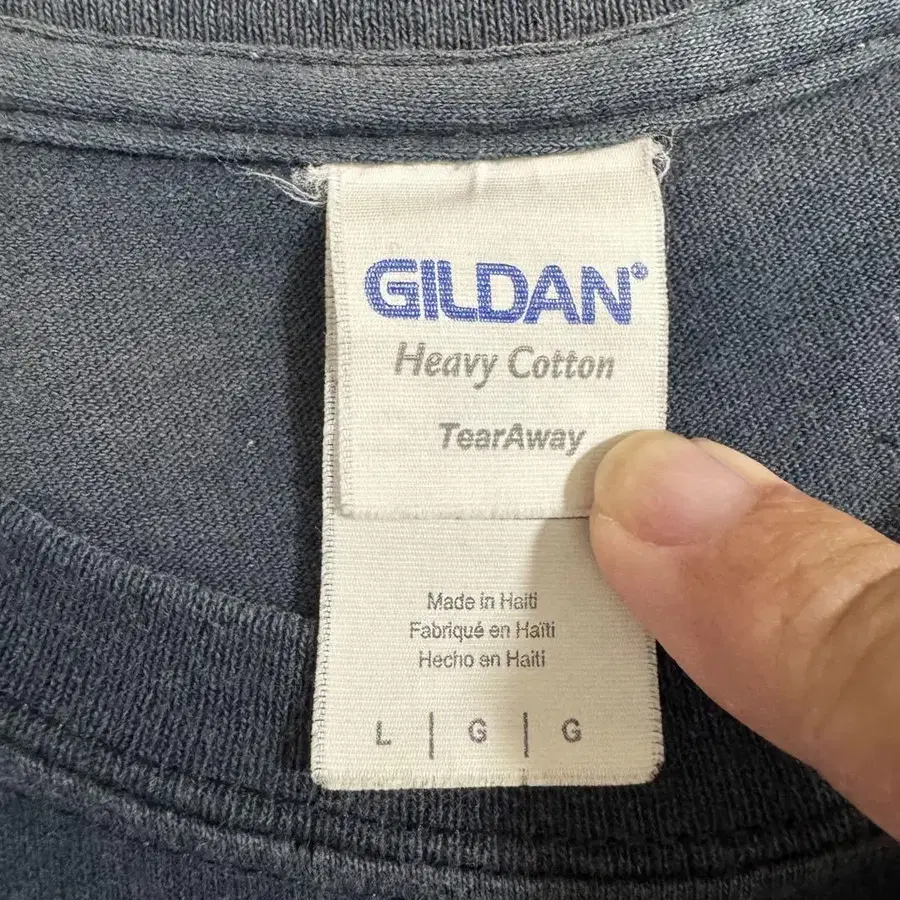 GILDAN®
Heavy Cotton
TearAway
Made in Haiti
Fabriqué en Haïti
Hecho en Haiti
L | G | G